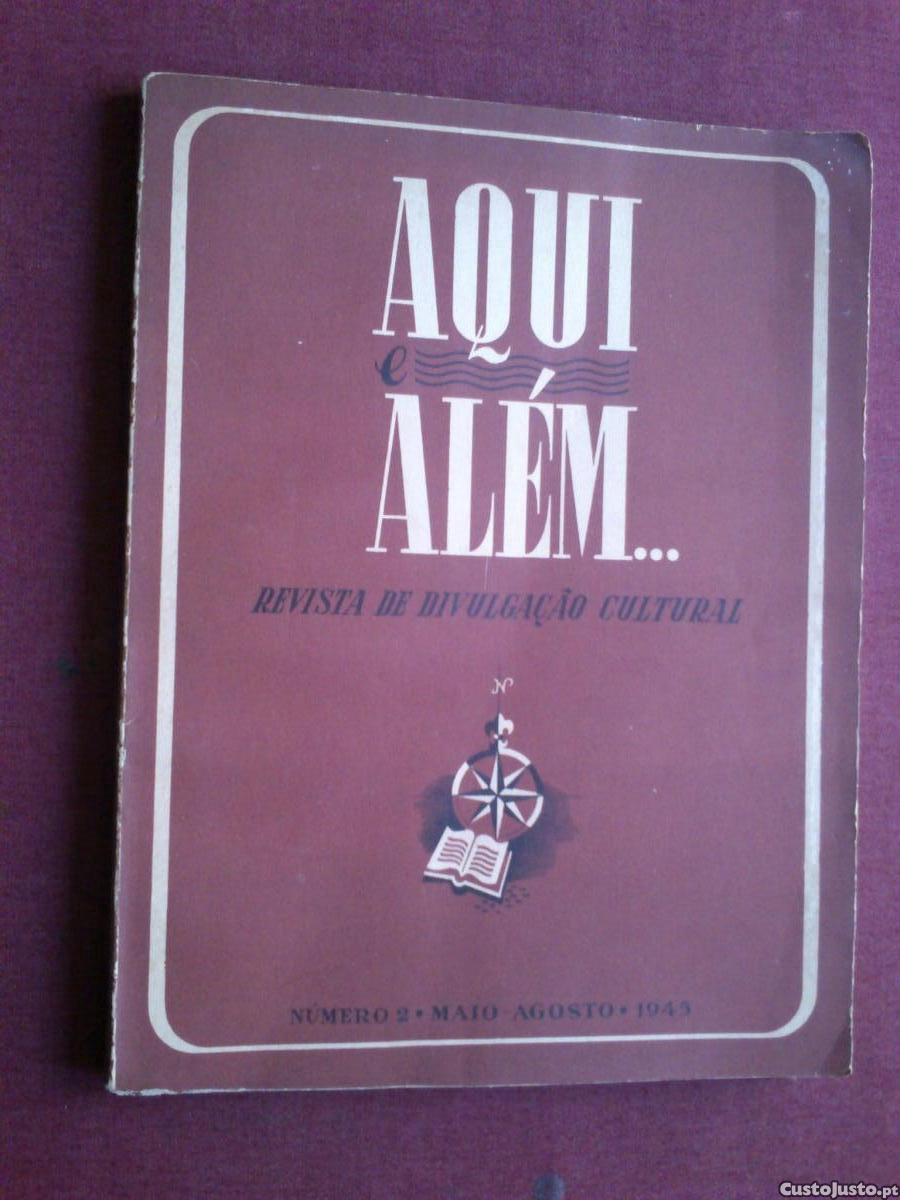 AQUI
e
ALÉM...
REVISTA DE DIVULGAÇÃO CULTURAL
N
NÚMERO 2 • MAIO-AGOSTO • 1945
CustoJusto.pt